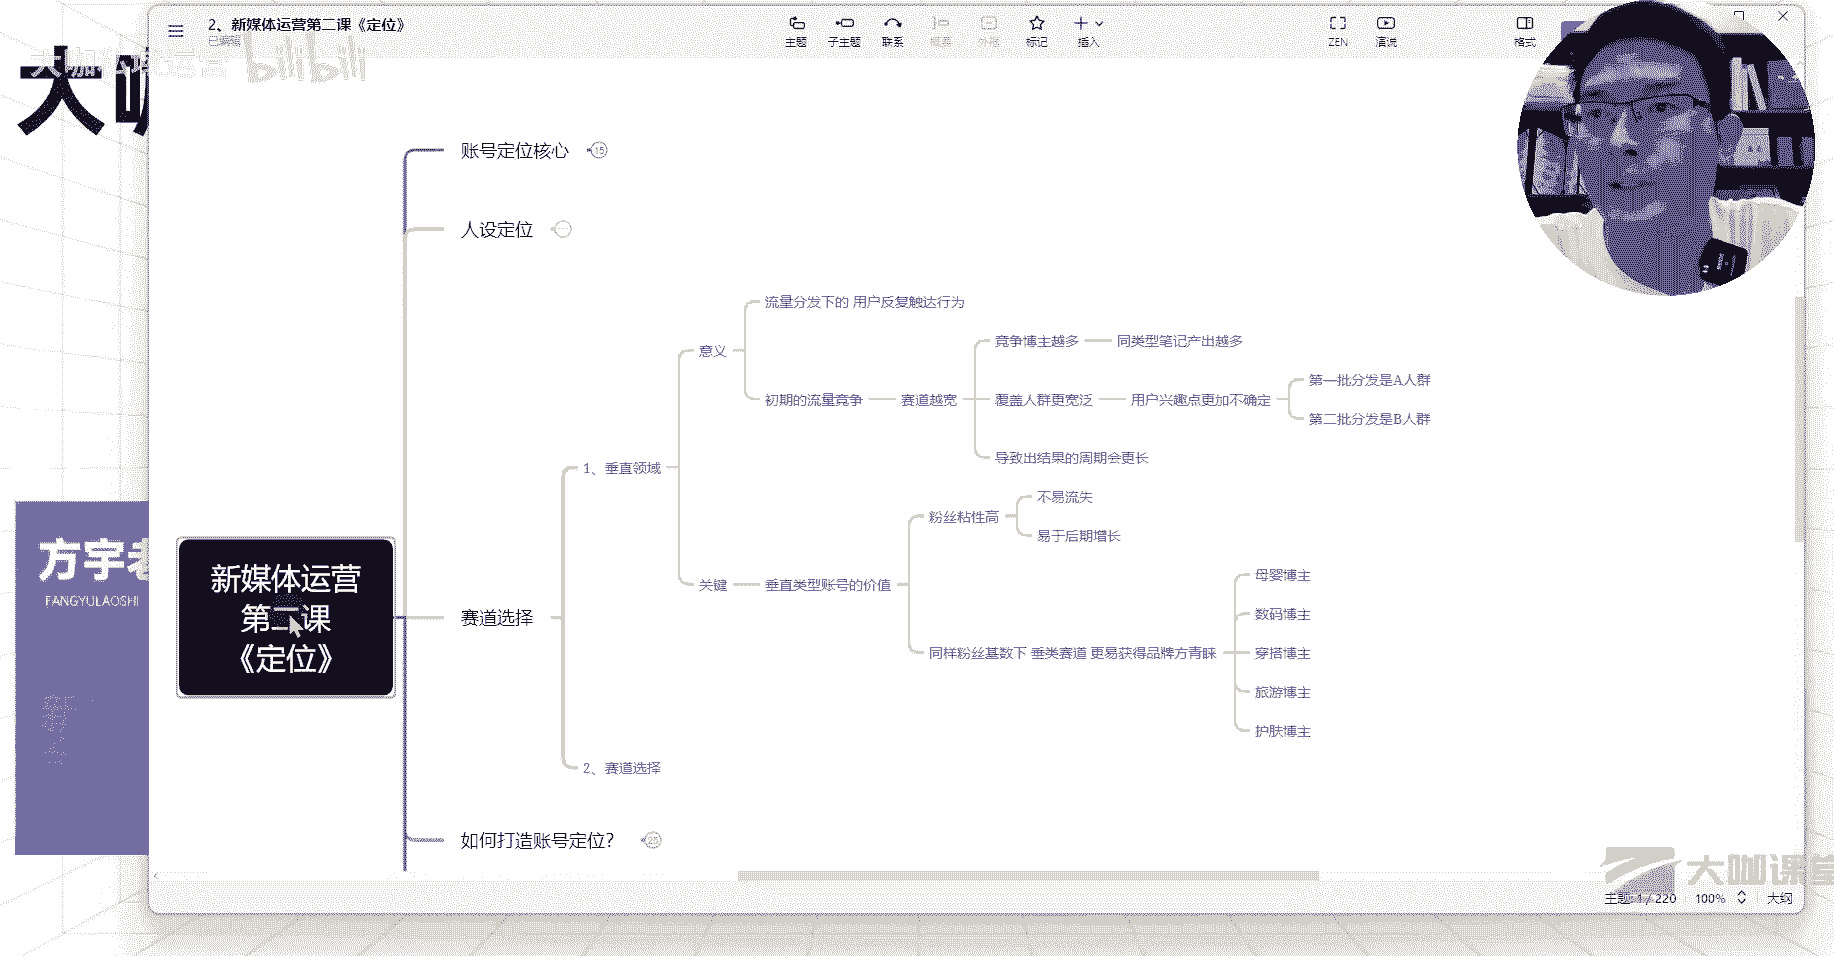 2、新媒体运营第二课《定位》
已编辑
主题
子主题
联系
概要
外框
标记
插入
ZEN
演说
格式
bilibili
大咖
账号定位核心
15
人设定位
流量分发下的 用户反复触达行为
意义
竞争博主越多
同类型笔记产出越多
初期的流量竞争
赛道越宽
覆盖人群更宽泛
用户兴趣点更加不确定
第一批分发是A人群
第二批分发是B人群
导致出结果的周期会更长
1、垂直领域
不易流失
粉丝粘性高
易于后期增长
关键
垂直类型账号的价值
母婴博主
数码博主
同样粉丝基数下 垂类赛道 更易获得品牌方青睐
穿搭博主
旅游博主
护肤博主
新媒体运营
第二课
《定位》
赛道选择
2、赛道选择
如何打造账号定位？
方宇老
FANGYULAOSHI
大咖课堂
主题: 1 / 220
100%
大纲